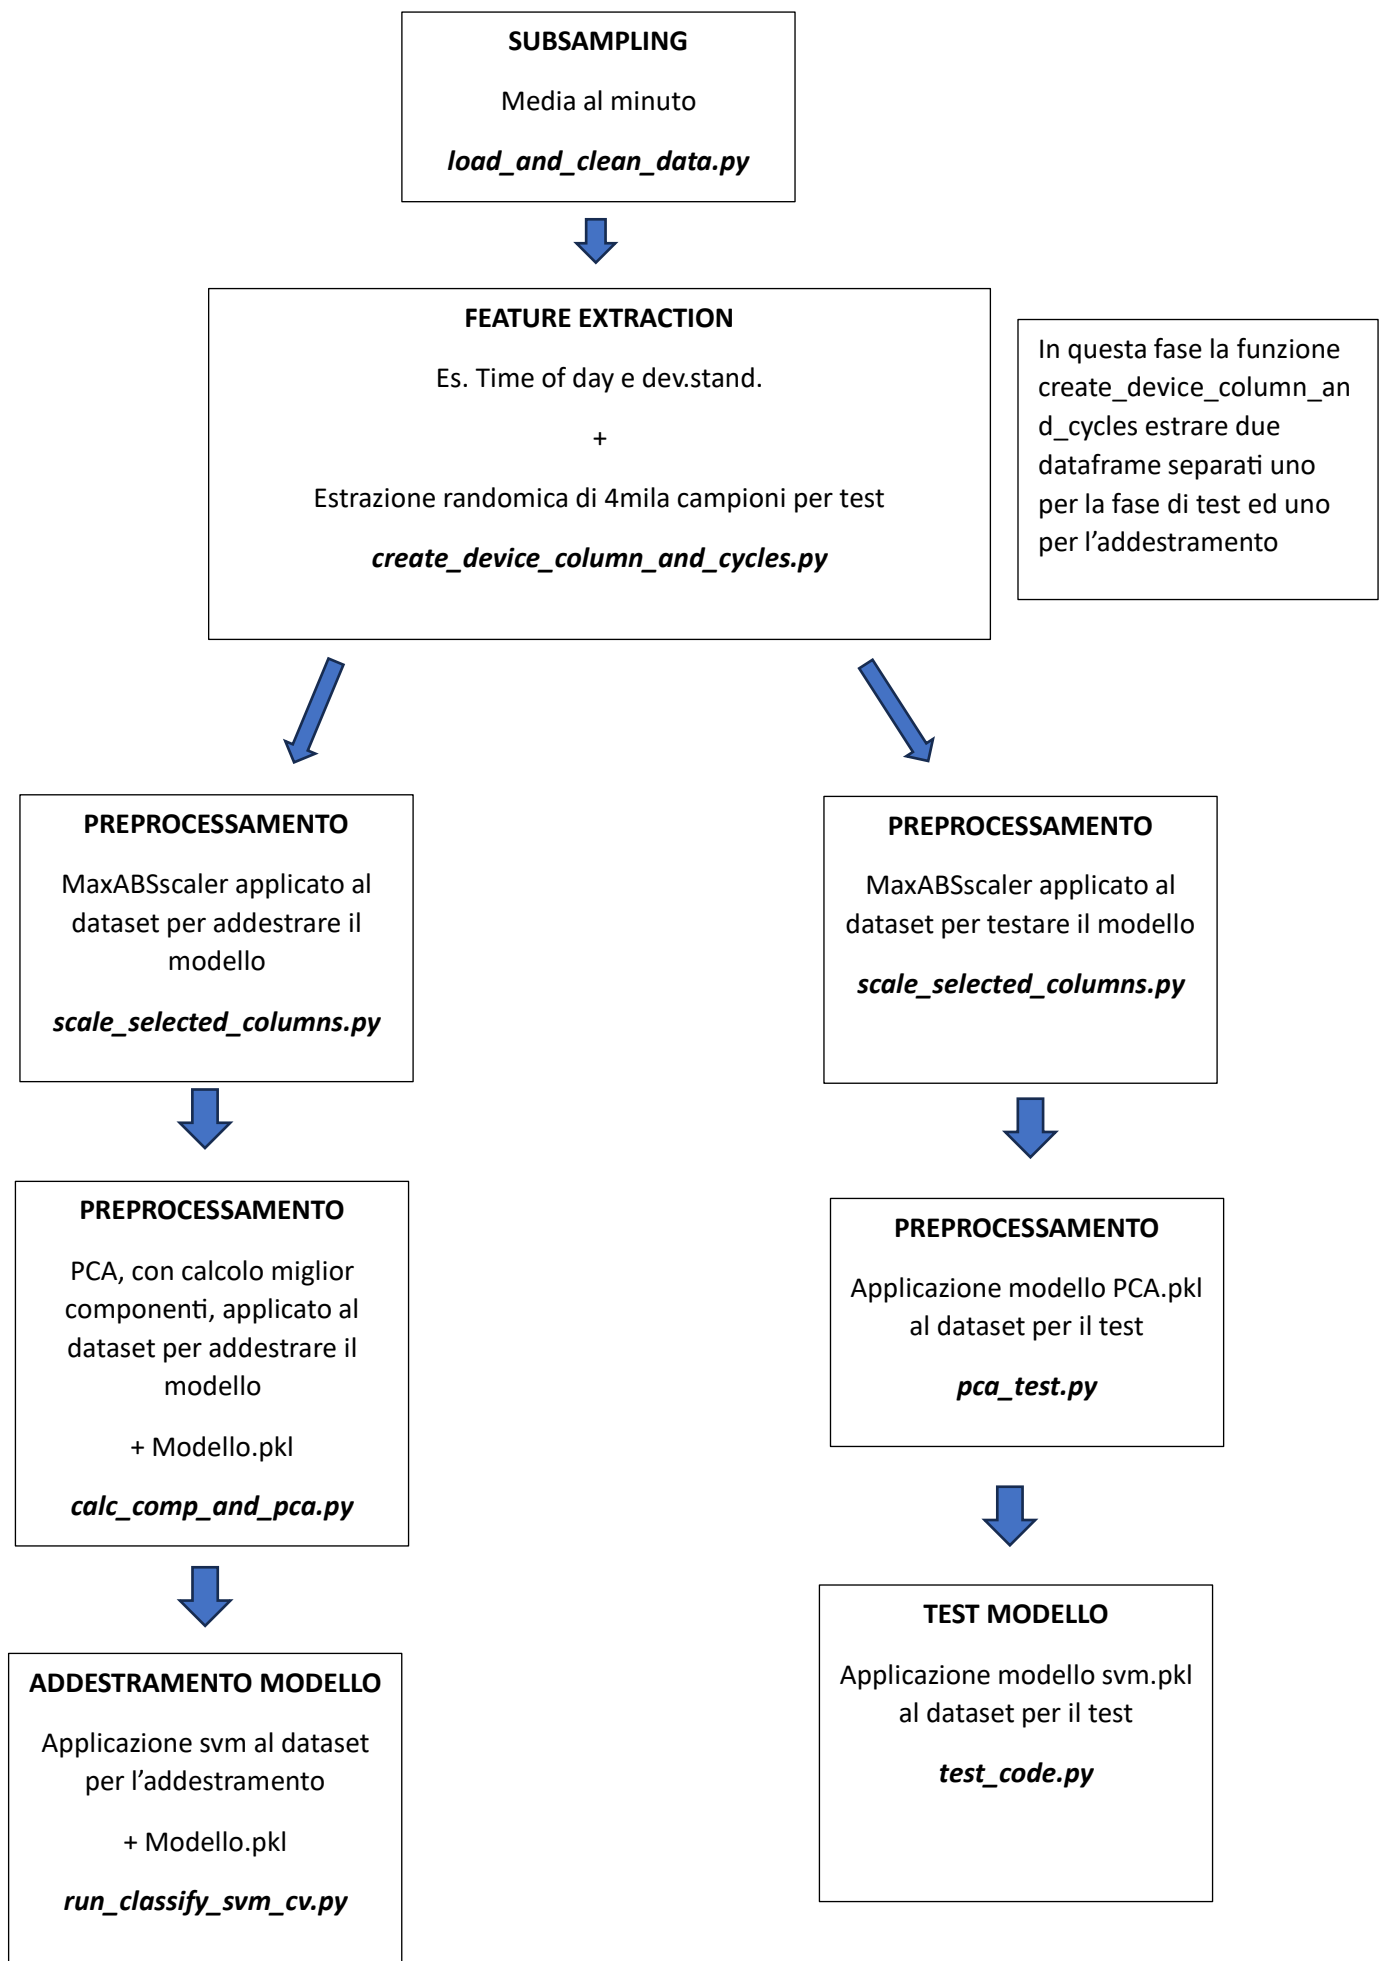 SUBSAMPLING
Media al minuto
load_and_clean_data.py
FEATURE EXTRACTION
Es. Time of day e dev.stand.
+
Estrazione randomica di 4mila campioni per test
create_device_column_and_cycles.py
In questa fase la funzione
create_device_column_an
d_cycles estrare due
dataframe separati uno
per la fase di test ed uno
per l’addestramento
PREPROCESSAMENTO
MaxABSscaler applicato al
dataset per addestrare il
modello
scale_selected_columns.py
PREPROCESSAMENTO
MaxABSscaler applicato al
dataset per testare il modello
scale_selected_columns.py
PREPROCESSAMENTO
PCA, con calcolo miglior
componenti, applicato al
dataset per addestrare il
modello
+ Modello.pkl
calc_comp_and_pca.py
PREPROCESSAMENTO
Applicazione modello PCA.pkl
al dataset per il test
pca_test.py
ADDESTRAMENTO MODELLO
Applicazione svm al dataset
per l’addestramento
+ Modello.pkl
run_classify_svm_cv.py
TEST MODELLO
Applicazione modello svm.pkl
al dataset per il test
test_code.py